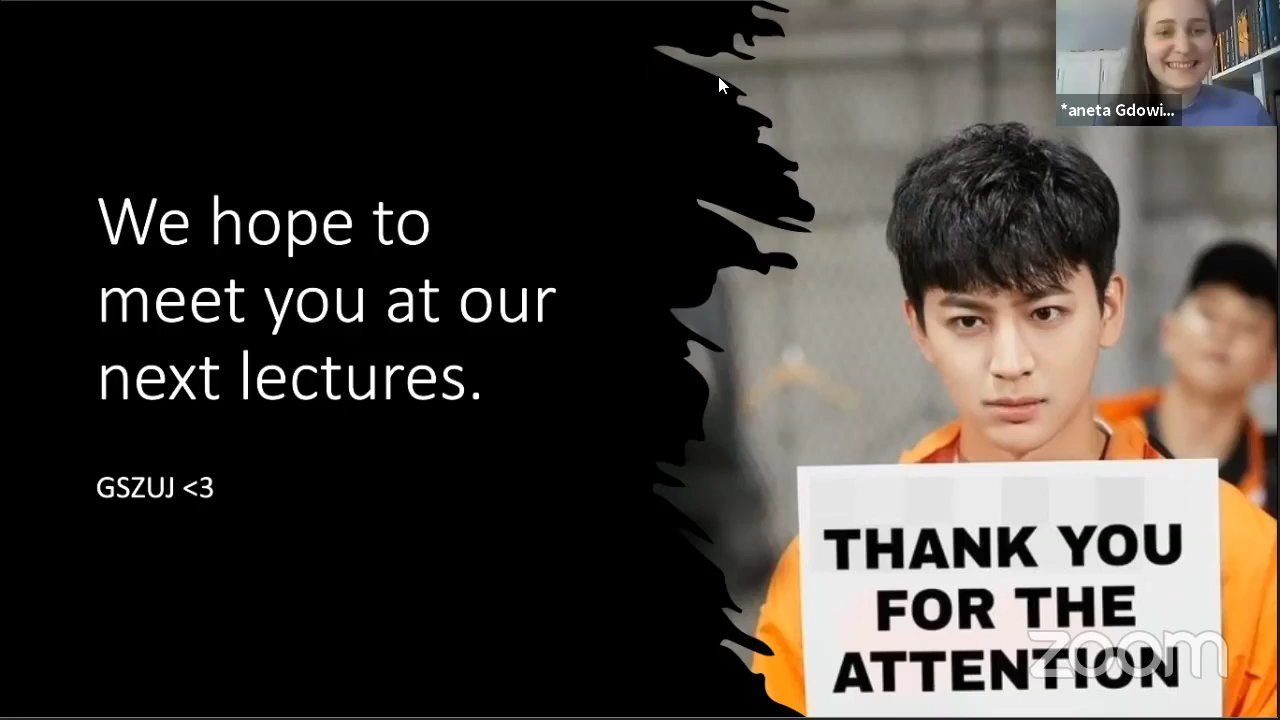 *aneta Gdowi...
We hope to
meet you at our
next lectures.
GSZUJ <3
THANK YOU
FOR THE
ATTENTION
zoom